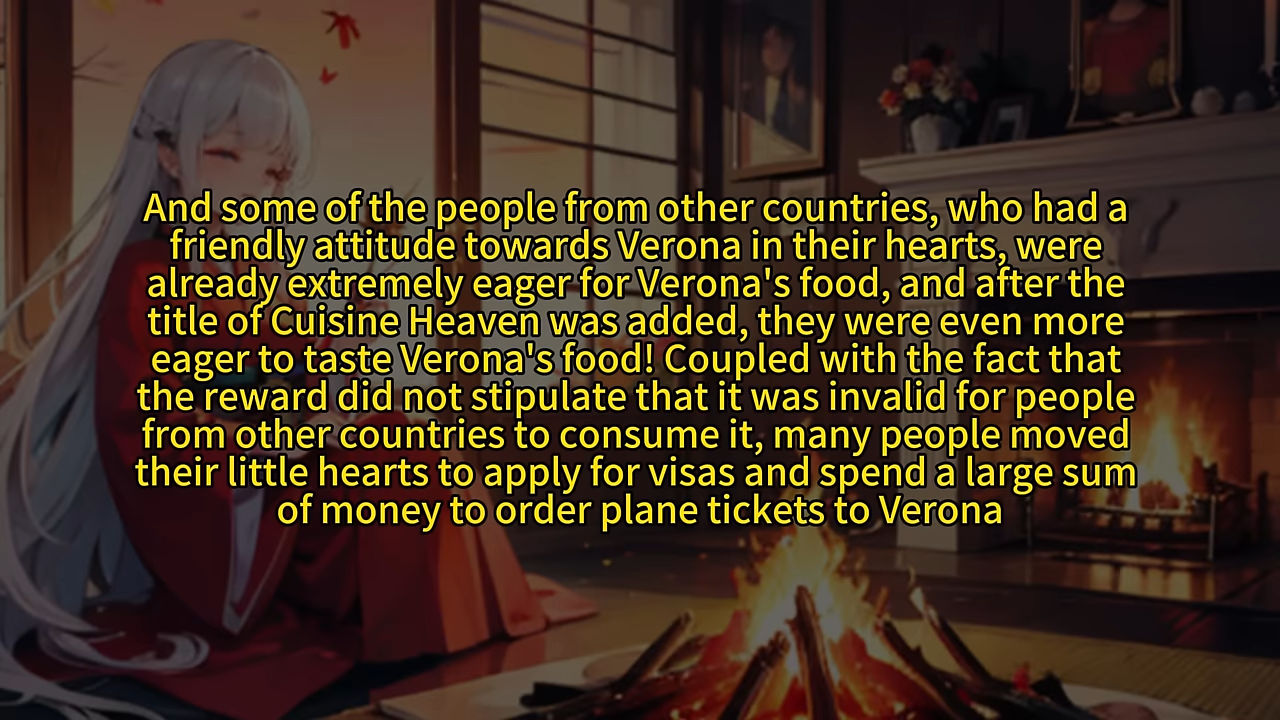 And some of the people from other countries, who had a
friendly attitude towards Verona in their hearts, were
already extremely eager for Verona's food, and after the
title of Cuisine Heaven was added, they were even more
eager to taste Verona's food! Coupled with the fact that
the reward did not stipulate that it was invalid for people
from other countries to consume it, many people moved
their little hearts to apply for visas and spend a large sum
of money to order plane tickets to Verona